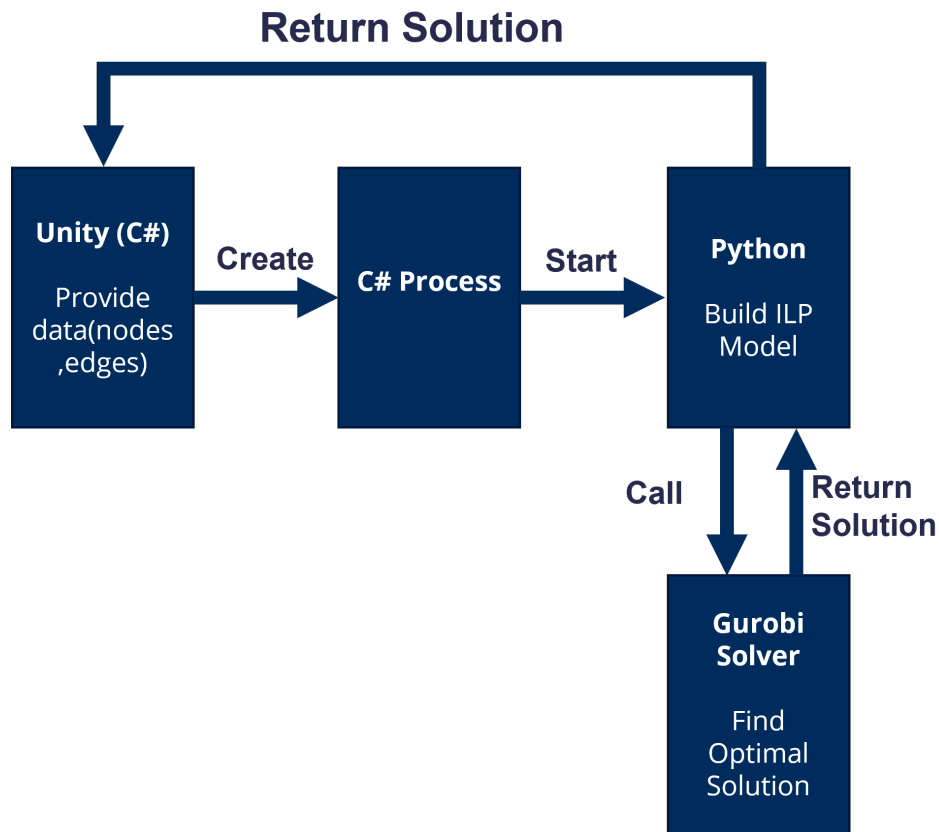 Return Solution
Unity (C#)
Provide
data(nodes
,edges)
Create
C# Process
Start
Python
Build ILP
Model
Call
Return
Solution
Gurobi
Solver
Find
Optimal
Solution